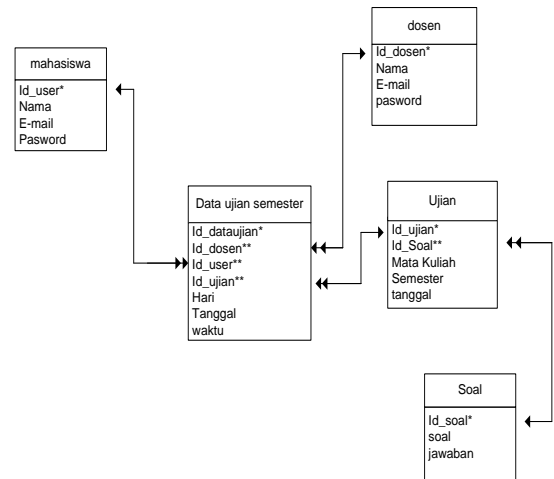 dosen
Id_dosen*
Nama
E-mail
pasword
mahasiswa
Id_user*
Nama
E-mail
Pasword
Data ujian semester
Id_dataujian*
Id_dosen**
Id_user**
Id_ujian**
Hari
Tanggal
waktu
Ujian
Id_ujian*
Id_Soal**
Mata Kuliah
Semester
tanggal
Soal
Id_soal*
soal
jawaban